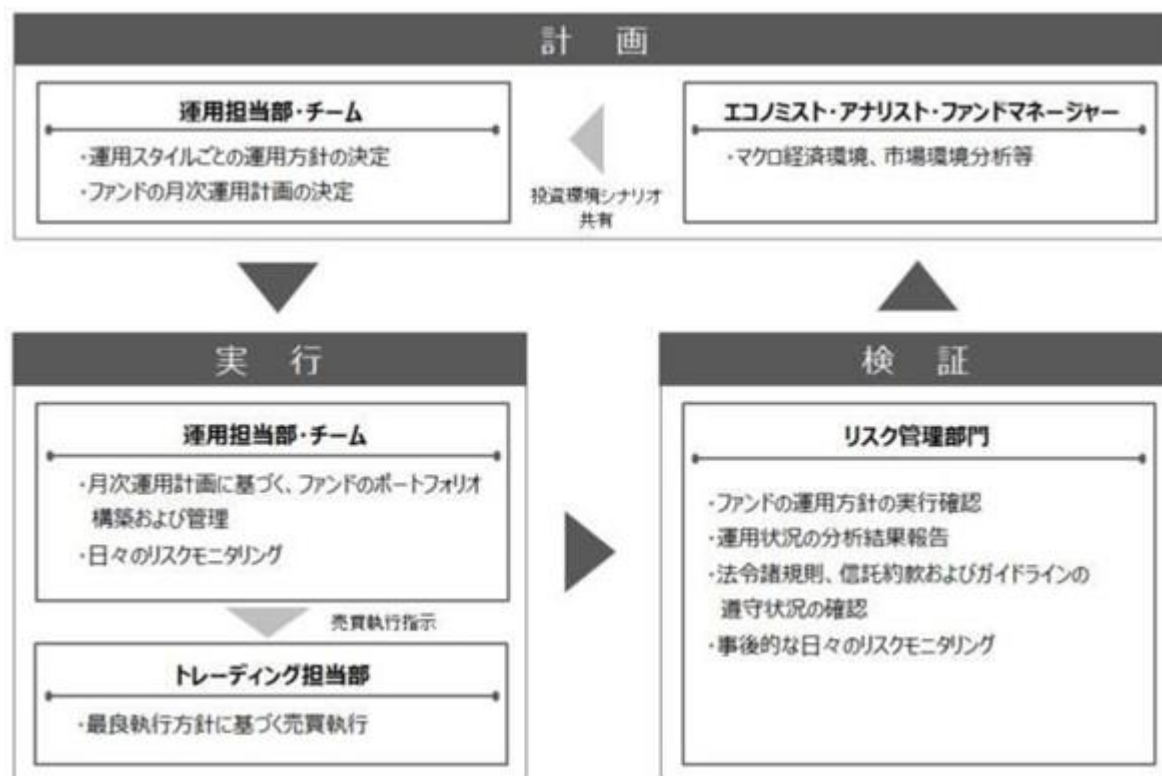 計 画
運用担当部・チーム
・運用スタイルごとの運用方針の決定
・ファンドの月次運用計画の決定
投資環境シナリオ
共有
エコノミスト・アナリスト・ファンドマネージャー
・マクロ経済環境、市場環境分析等
実 行
運用担当部・チーム
・月次運用計画に基づく、ファンドのポートフォリオ
構築および管理
・日々のリスクモニタリング
売買執行指示
トレーディング担当部
・最良執行方針に基づく売買執行
検 証
リスク管理部門
・ファンドの運用方針の実行確認
・運用状況の分析結果報告
・法令諸規則、信託約款およびガイドラインの
遵守状況の確認
・事後的な日々のリスクモニタリング